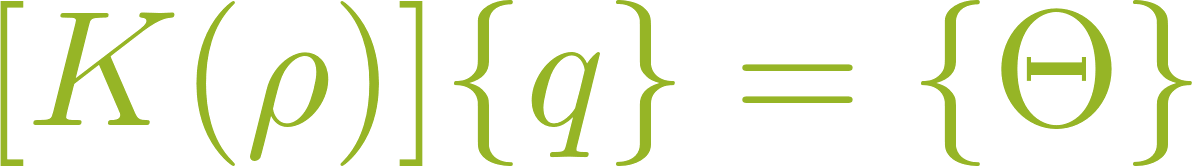 [K(ρ)]{q} = {Θ}